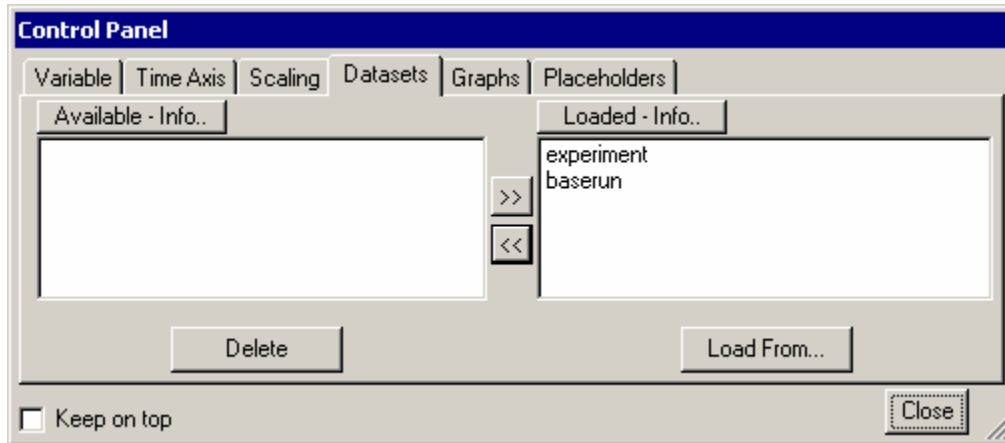 Control Panel
Variable Time Axis Scaling Datasets Graphs Placeholders
Available - Info.. Loaded - Info..
experiment
>> baserun
<<
Delete Load From...
Keep on top Close